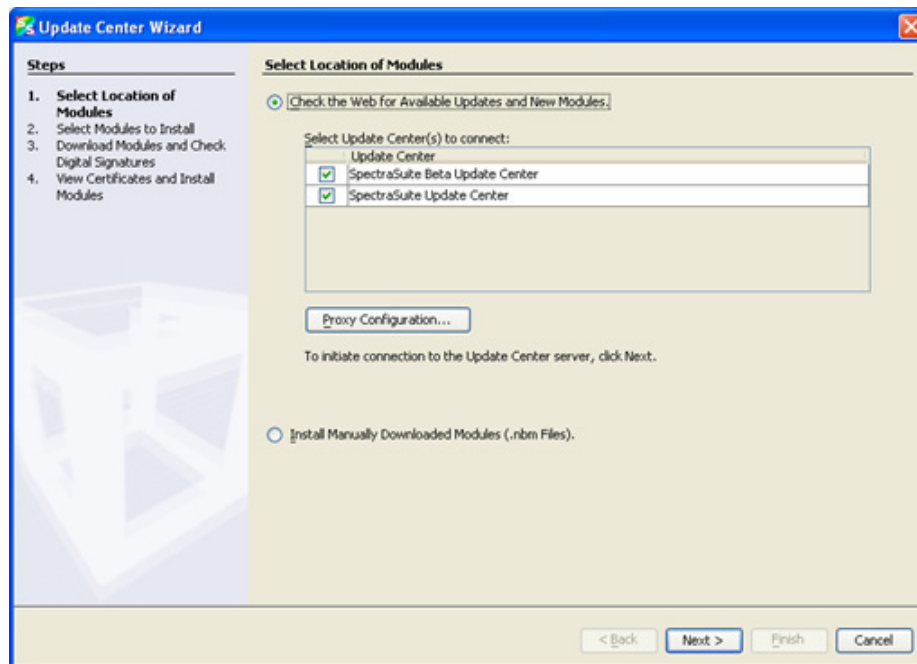 Update Center Wizard
Steps
1. Select Location of
Modules
2. Select Modules to Install
3. Download Modules and Check
Digital Signatures
4. View Certificates and Install
Modules
Select Location of Modules
Check the Web for Available Updates and New Modules.
Select Update Center(s) to connect:
Update Center
SpectraSuite Beta Update Center
SpectraSuite Update Center
Proxy Configuration...
To initiate connection to the Update Center server, click Next.
Install Manually Downloaded Modules (.nbm Files).
< Back Next > Finish Cancel